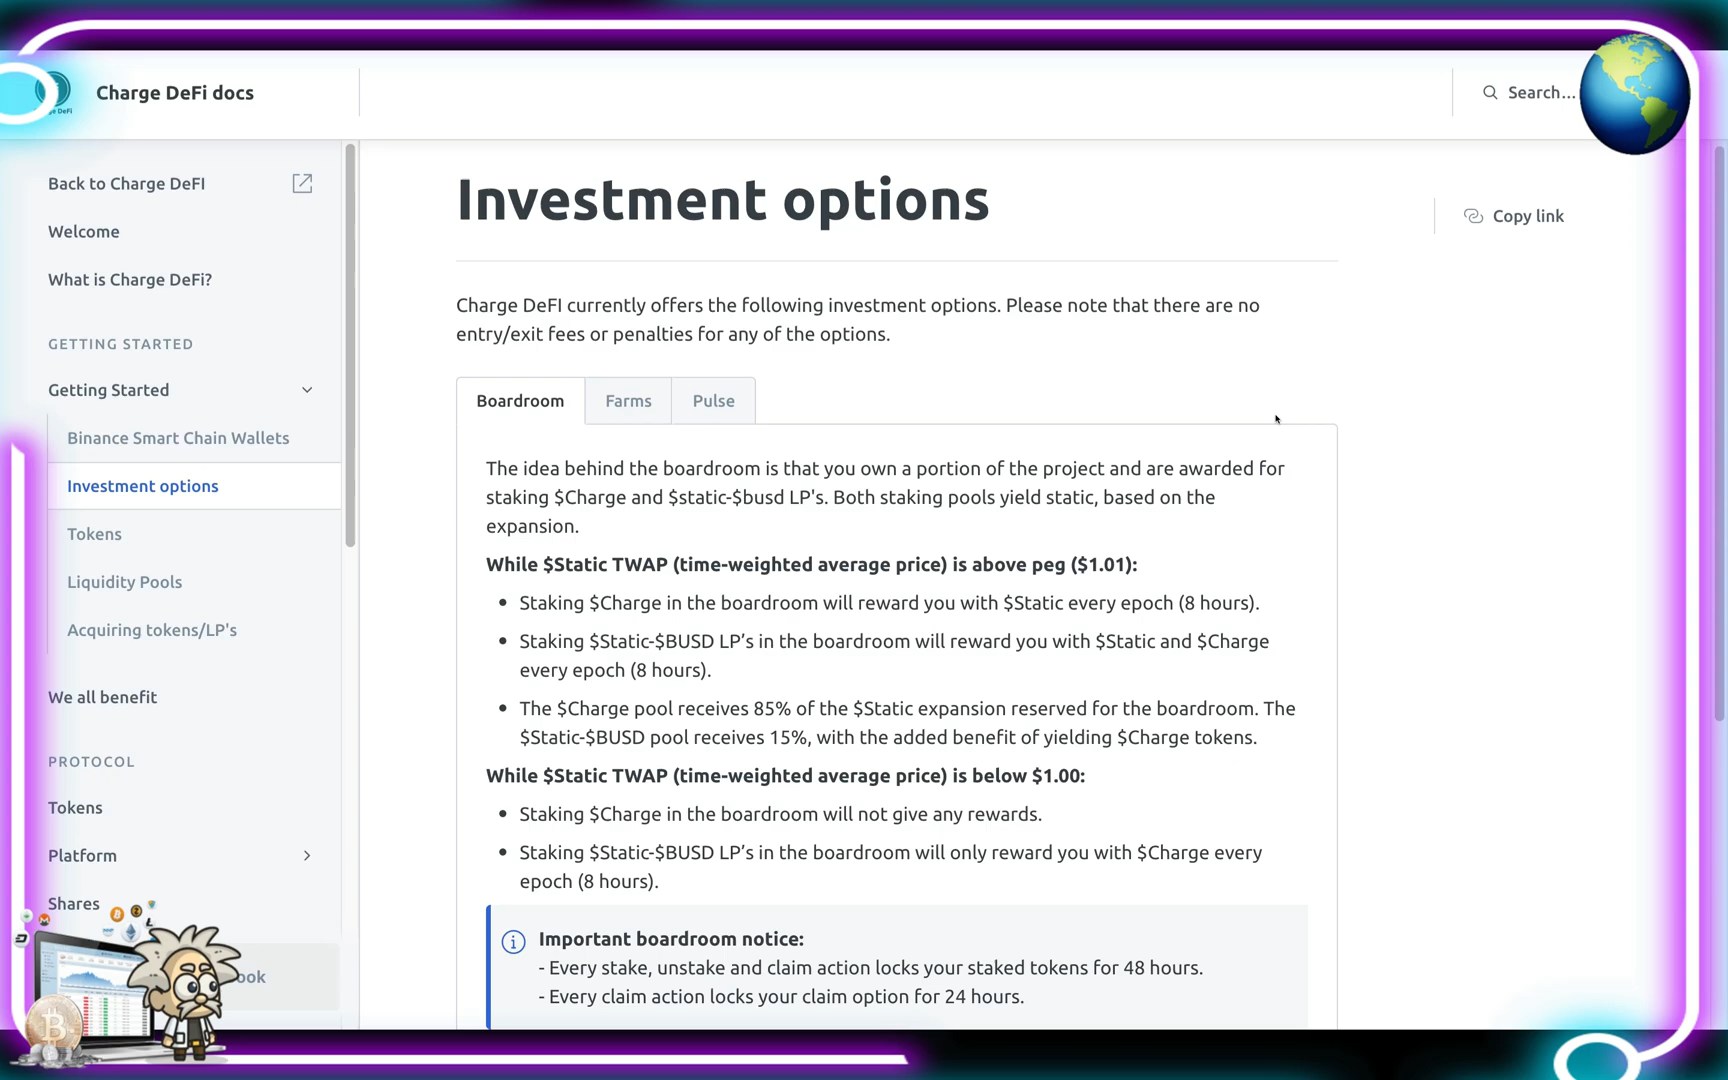 Charge DeFi docs
Search...
Back to Charge DeFI
Welcome
What is Charge DeFi?
GETTING STARTED
Getting Started
Binance Smart Chain Wallets
Investment options
Tokens
Liquidity Pools
Acquiring tokens/LP's
We all benefit
PROTOCOL
Tokens
Platform
Shares
ook
Investment options
Copy link
Charge DeFI currently offers the following investment options. Please note that there are no
entry/exit fees or penalties for any of the options.
Boardroom
Farms
Pulse
The idea behind the boardroom is that you own a portion of the project and are awarded for
staking $Charge and $static-$busd LP's. Both staking pools yield static, based on the
expansion.
While $Static TWAP (time-weighted average price) is above peg ($1.01):
• Staking $Charge in the boardroom will reward you with $Static every epoch (8 hours).
• Staking $Static-$BUSD LP’s in the boardroom will reward you with $Static and $Charge
every epoch (8 hours).
• The $Charge pool receives 85% of the $Static expansion reserved for the boardroom. The
$Static-$BUSD pool receives 15%, with the added benefit of yielding $Charge tokens.
While $Static TWAP (time-weighted average price) is below $1.00:
• Staking $Charge in the boardroom will not give any rewards.
• Staking $Static-$BUSD LP’s in the boardroom will only reward you with $Charge every
epoch (8 hours).
Important boardroom notice:
- Every stake, unstake and claim action locks your staked tokens for 48 hours.
- Every claim action locks your claim option for 24 hours.